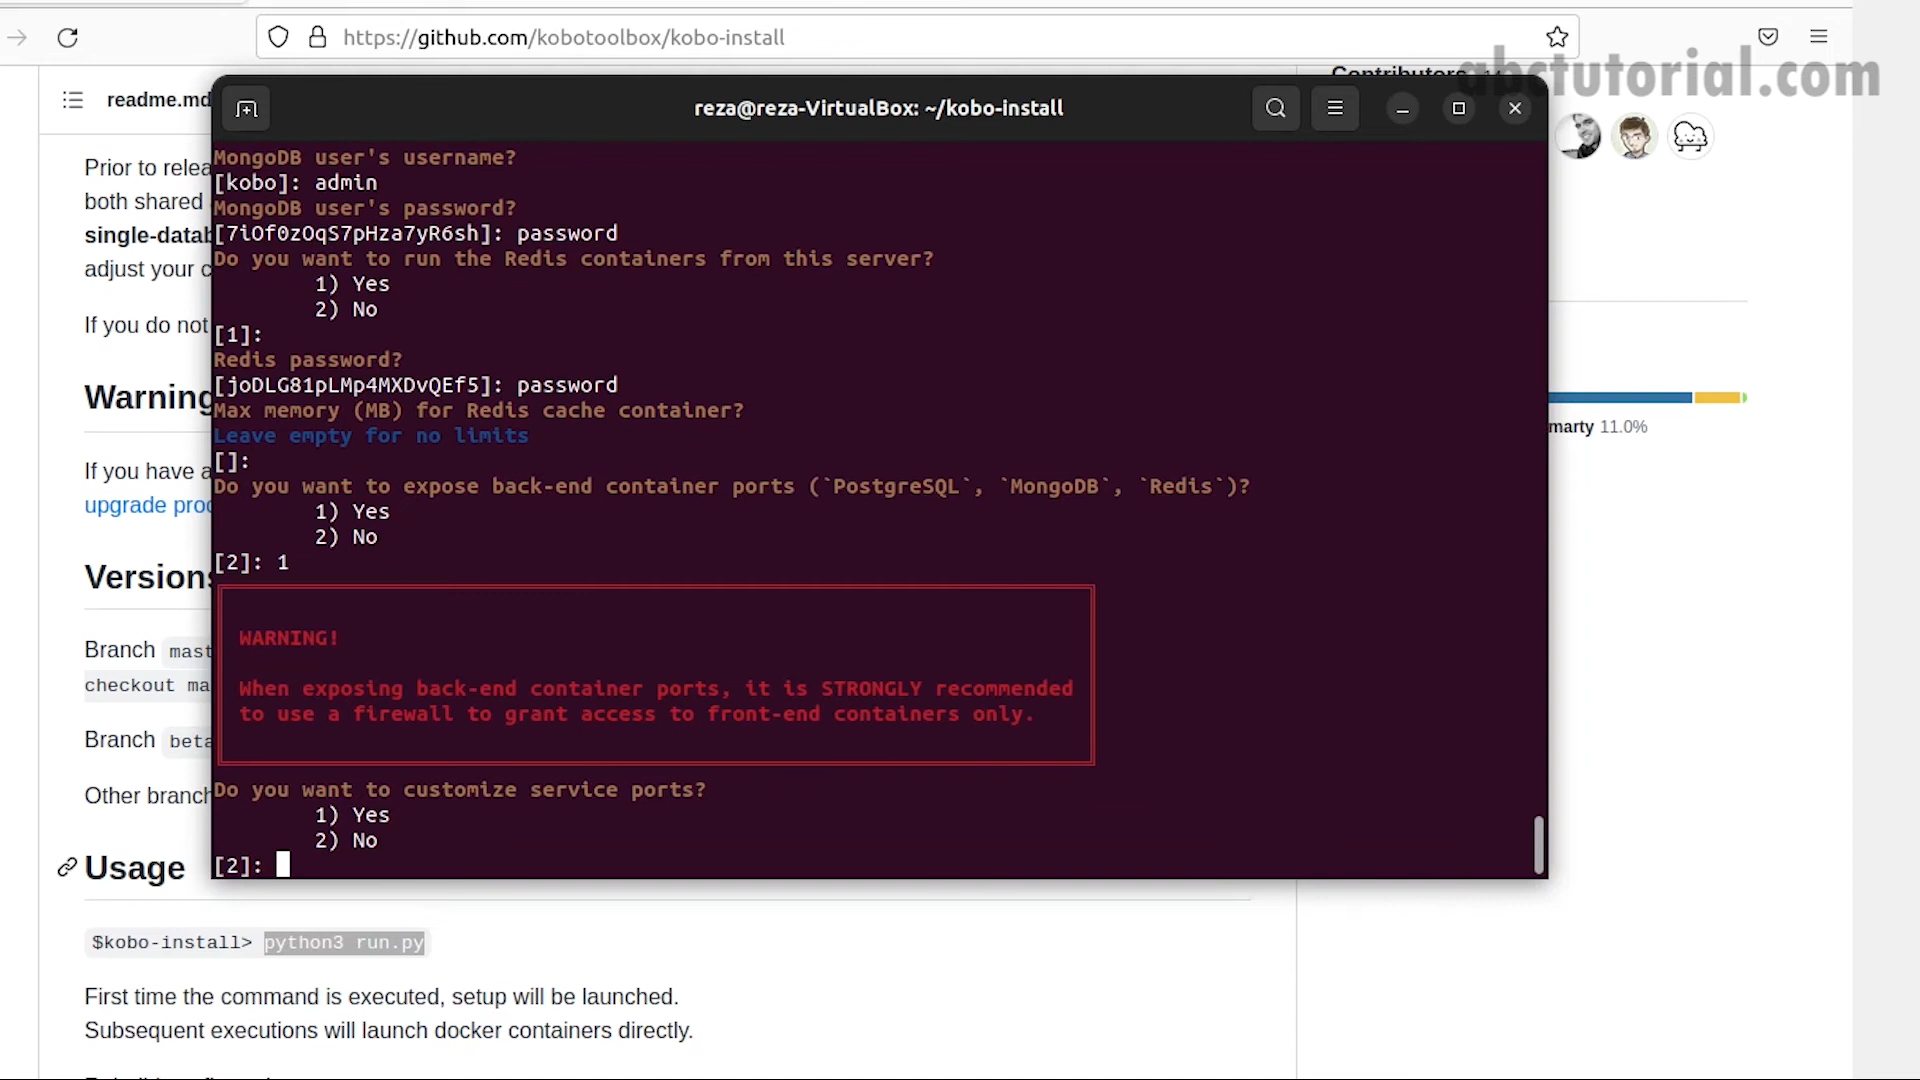 https://github.com/kobotoolbox/kobo-install
abctutorial.com
readme.md
reza@reza-VirtualBox: ~/kobo-install
Prior to relea
both shared
single-datab
adjust your c
If you do not
Warning
If you have a
upgrade proc
Versions
Branch mast
checkout ma
Branch beta
Other branch
MongoDB user's username?
[kobo]: admin
MongoDB user's password?
[7iOf0zOqS7pHza7yR6sh]: password
Do you want to run the Redis containers from this server?
1) Yes
2) No
[1]:
Redis password?
[joDLG81pLMp4MXDvQEf5]: password
Max memory (MB) for Redis cache container?
Leave empty for no limits
[]:
Do you want to expose back-end container ports (`PostgreSQL`, `MongoDB`, `Redis`)?
1) Yes
2) No
[2]: 1
WARNING!
When exposing back-end container ports, it is STRONGLY recommended
to use a firewall to grant access to front-end containers only.
Do you want to customize service ports?
1) Yes
2) No
[2]:
marty 11.0%
Usage
$kobo-install> python3 run.py
First time the command is executed, setup will be launched.
Subsequent executions will launch docker containers directly.